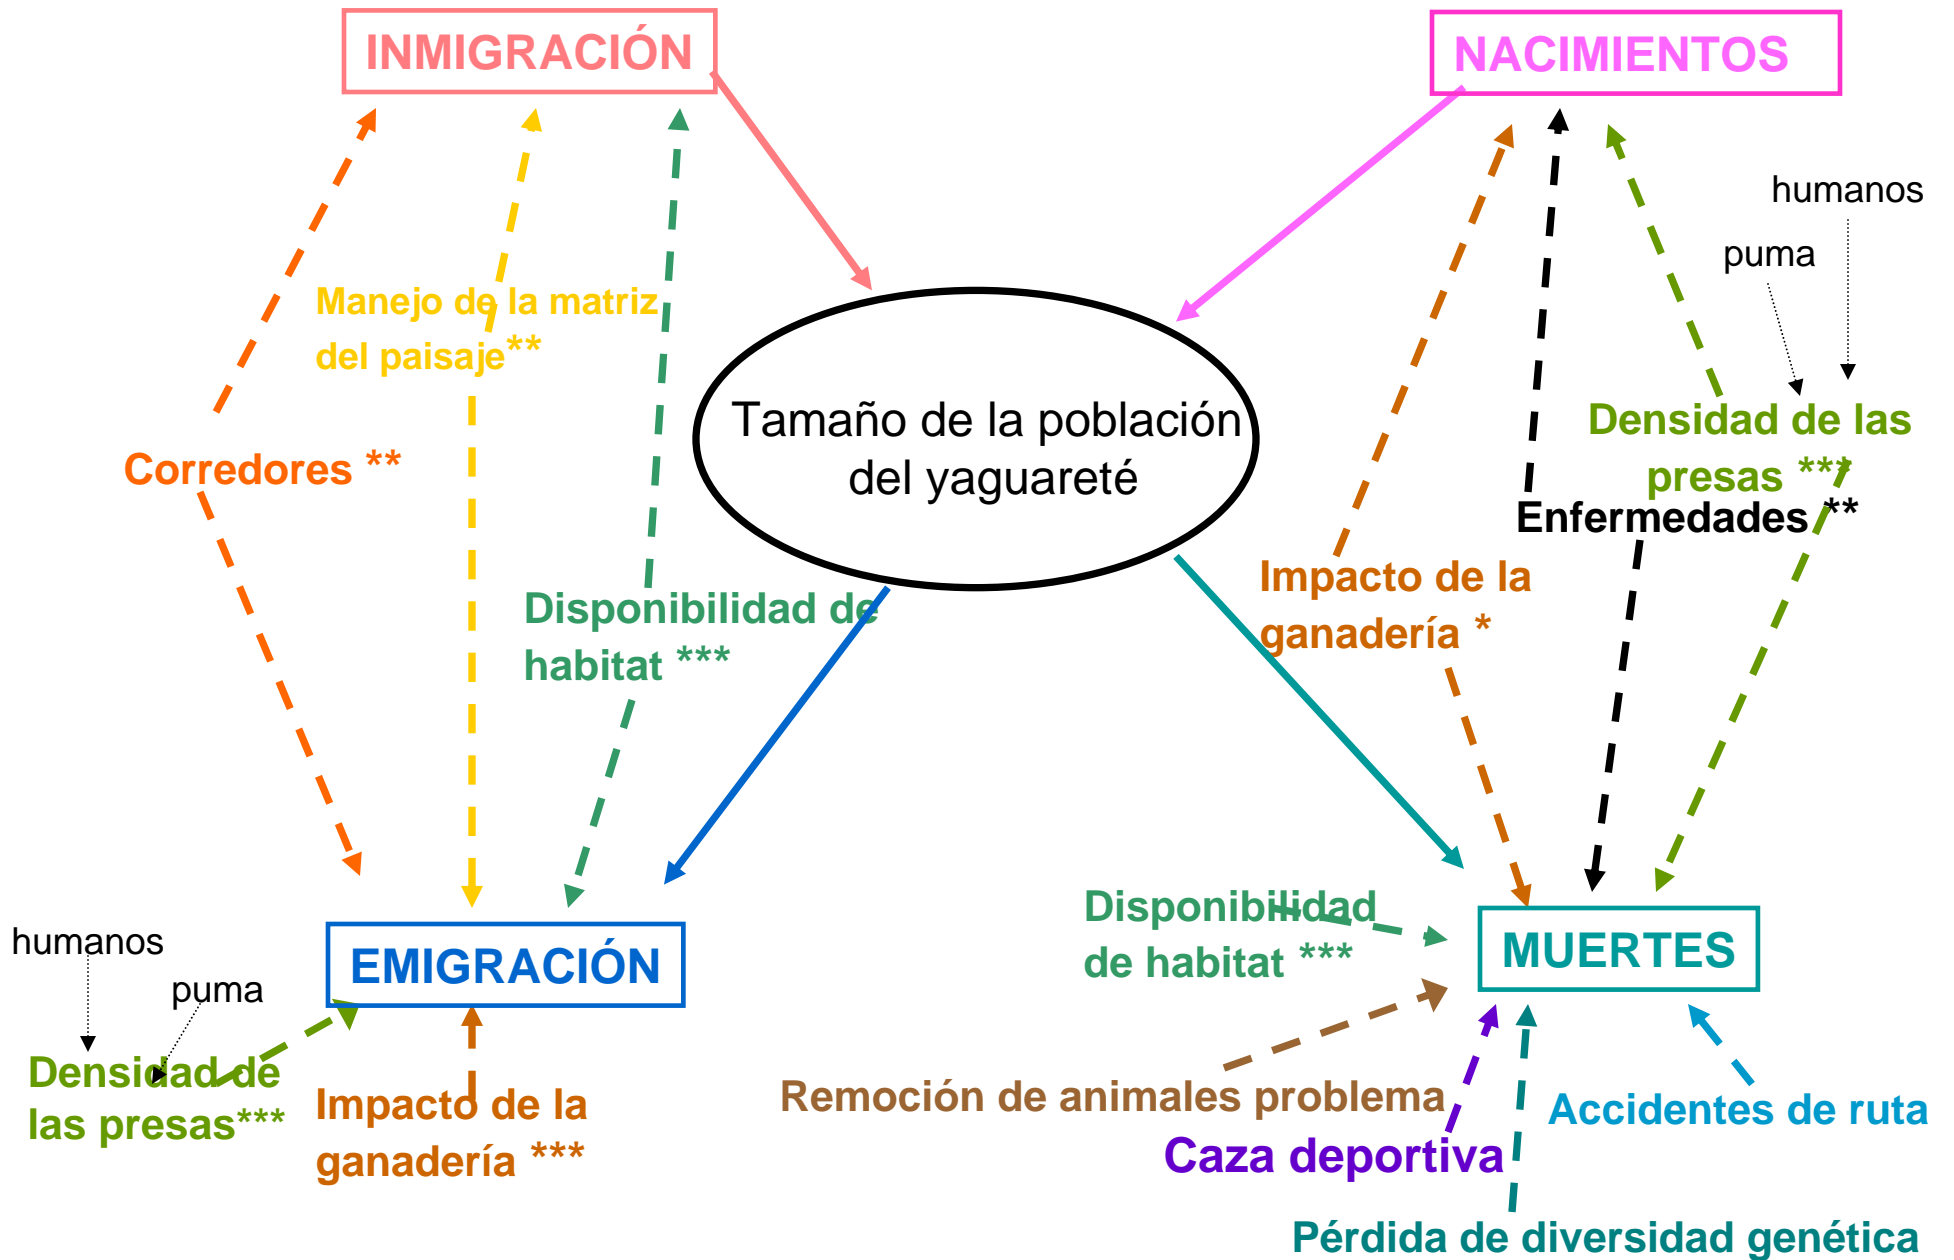 INMIGRACIÓN
NACIMIENTOS
humanos
puma
Manejo de la matriz
del paisaje**
Tamaño de la población
del yaguareté
Corredores **
Densidad de las
presas ***
Enfermedades **
Impacto de la
ganadería *
Disponibilidad de
habitat ***
Disponibilidad
de habitat ***
EMIGRACIÓN
MUERTES
humanos
puma
Densidad de
las presas***
Impacto de la
ganadería ***
Remoción de animales problema
Caza deportiva
Accidentes de ruta
Pérdida de diversidad genética